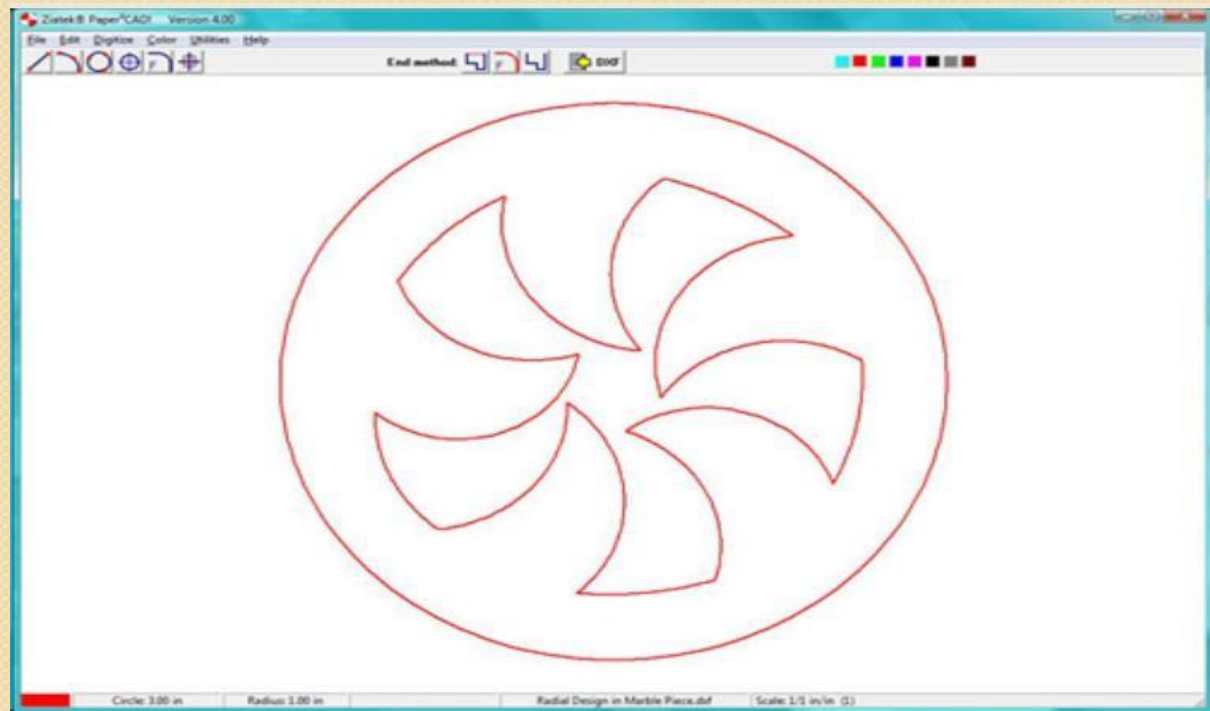 Ziatek® Paper²CAD! Version 4.00
File Edit Digitize Color Utilities Help
End method: DXF
Circle: 3.00 in Radius: 1.00 in Radial Design in Marble Piece.dxf Scale: 1/1 in/in (1)